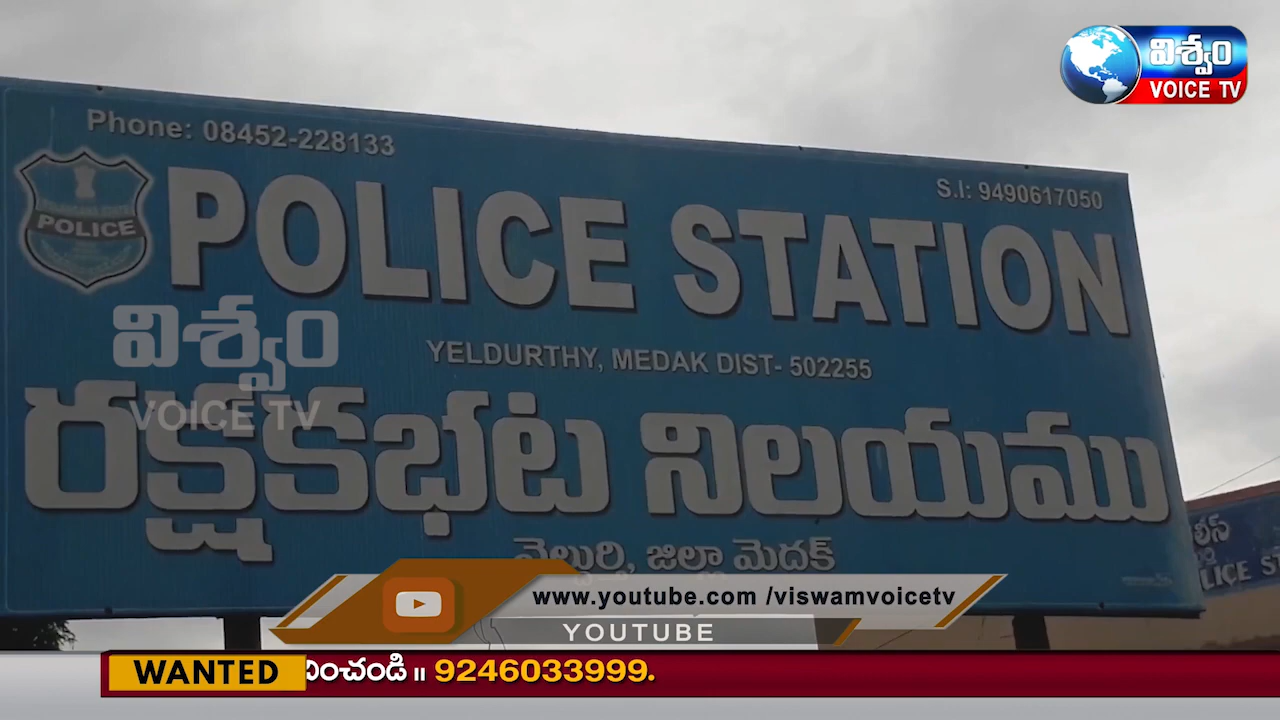 విశ్వం
VOICE TV
Phone: 08452-228133
S.I: 9490617050
POLICE
POLICE STATION
విశ్వం
VOICE TV
YELDURTHY, MEDAK DIST- 502255
రక్షకభట నిలయము
వెల్దుర్తి, జిల్లా మెదక్
www.youtube.com /viswamvoicetv
YOUTUBE
WANTED
9246033999.